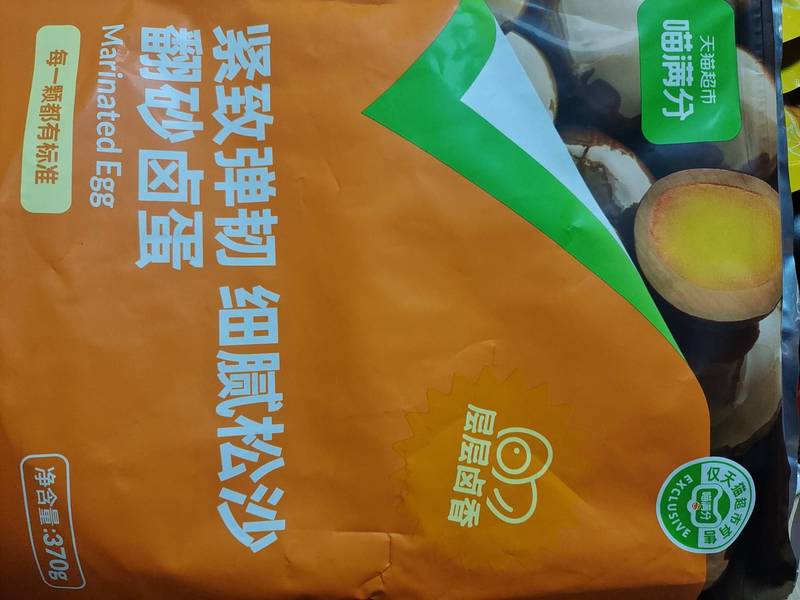 天猫超市
喵满分
紧致弹韧 细腻松沙
翻砂卤蛋
Marinated Egg
每一颗都有标准
层层卤香
仅天猫超市有哦
喵满分
EXCLUSIVE
净含量:370g